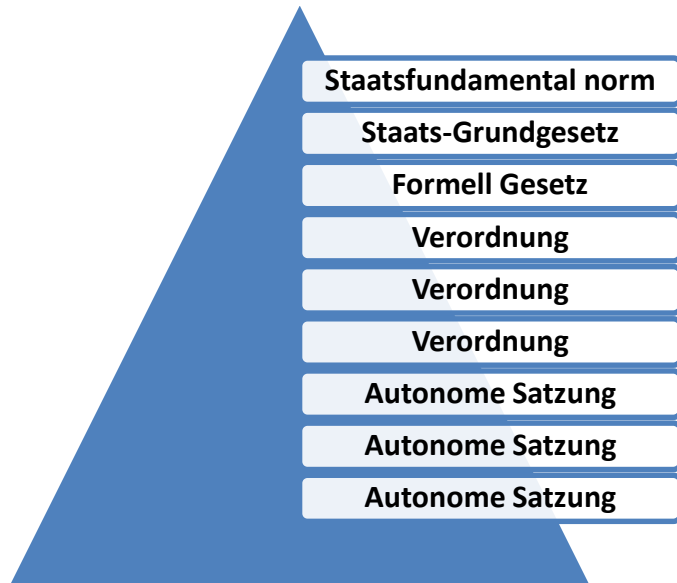 Staatsfundamental norm
Staats-Grundgesetz
Formell Gesetz
Verordnung
Verordnung
Verordnung
Autonome Satzung
Autonome Satzung
Autonome Satzung